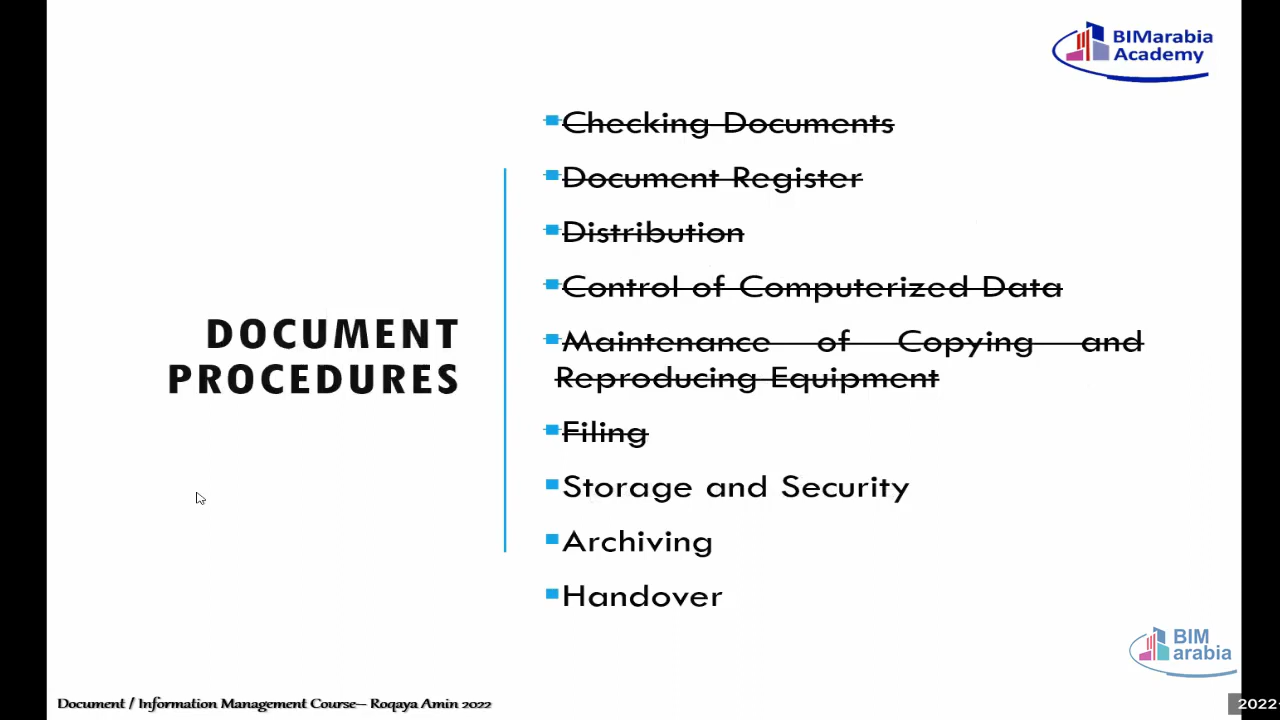 BIMarabia
Academy
Checking Documents
Document Register
Distribution
Control of Computerized Data
Maintenance of Copying and
Reproducing Equipment
Filing
Storage and Security
Archiving
Handover
DOCUMENT
PROCEDURES
BIM
arabia
Document / Information Management Course– Roqaya Amin 2022
2022-